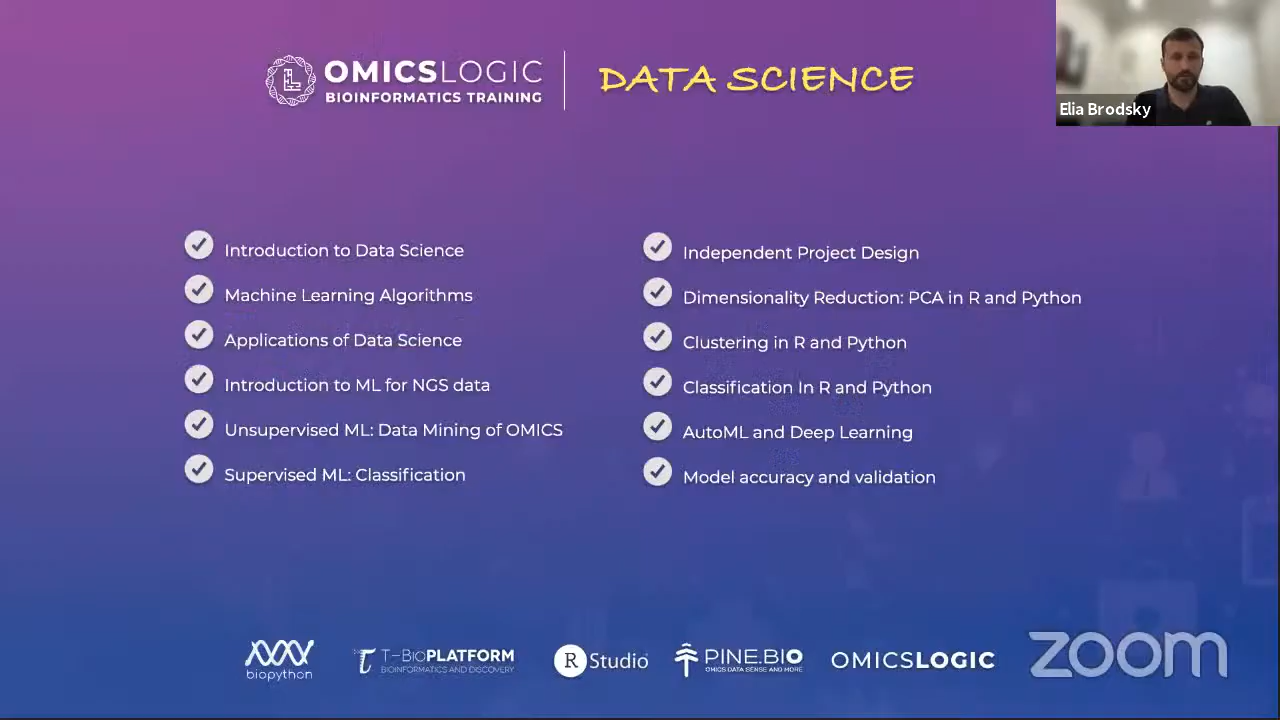 OMICSLOGIC
BIOINFORMATICS TRAINING
DATA SCIENCE
Elia Brodsky
Introduction to Data Science
Machine Learning Algorithms
Applications of Data Science
Introduction to ML for NGS data
Unsupervised ML: Data Mining of OMICS
Supervised ML: Classification
Independent Project Design
Dimensionality Reduction: PCA in R and Python
Clustering in R and Python
Classification In R and Python
AutoML and Deep Learning
Model accuracy and validation
biopython
T-BioPLATFORM
BIOINFORMATICS AND DISCOVERY
R Studio
PINE.BIO
OMICS DATA SENSE AND MORE
OMICSLOGIC
zoom